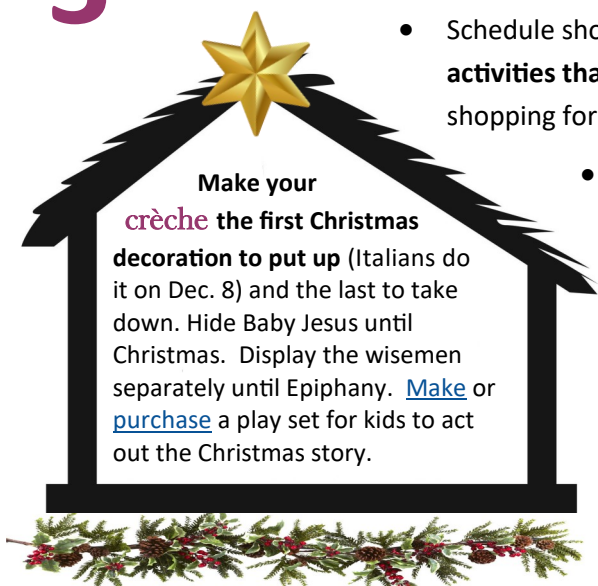 • Schedule
activities
shopping for
•
Make your
crèche the first Christmas
decoration to put up (Italians do
it on Dec. 8) and the last to take
down. Hide Baby Jesus until
Christmas. Display the wisemen
separately until Epiphany. Make or
purchase a play set for kids to act
out the Christmas story.